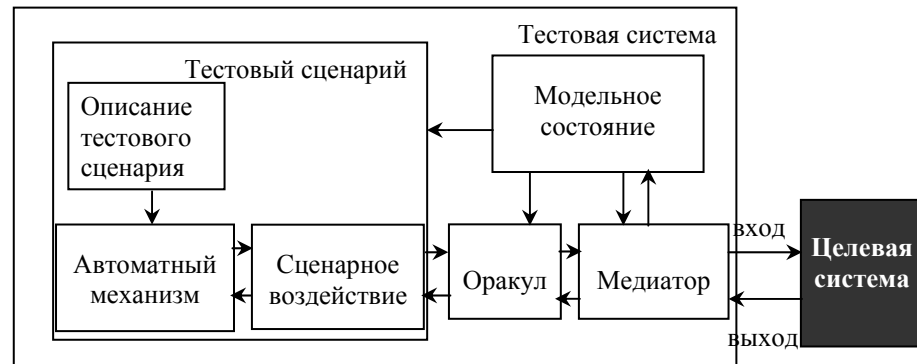 Тестовая система
Тестовый сценарий
Описание
тестового
сценария
Модельное
состояние
Автоматный
механизм
Сценарное
воздействие
Оракул
Медиатор
вход
Целевая
система
выход